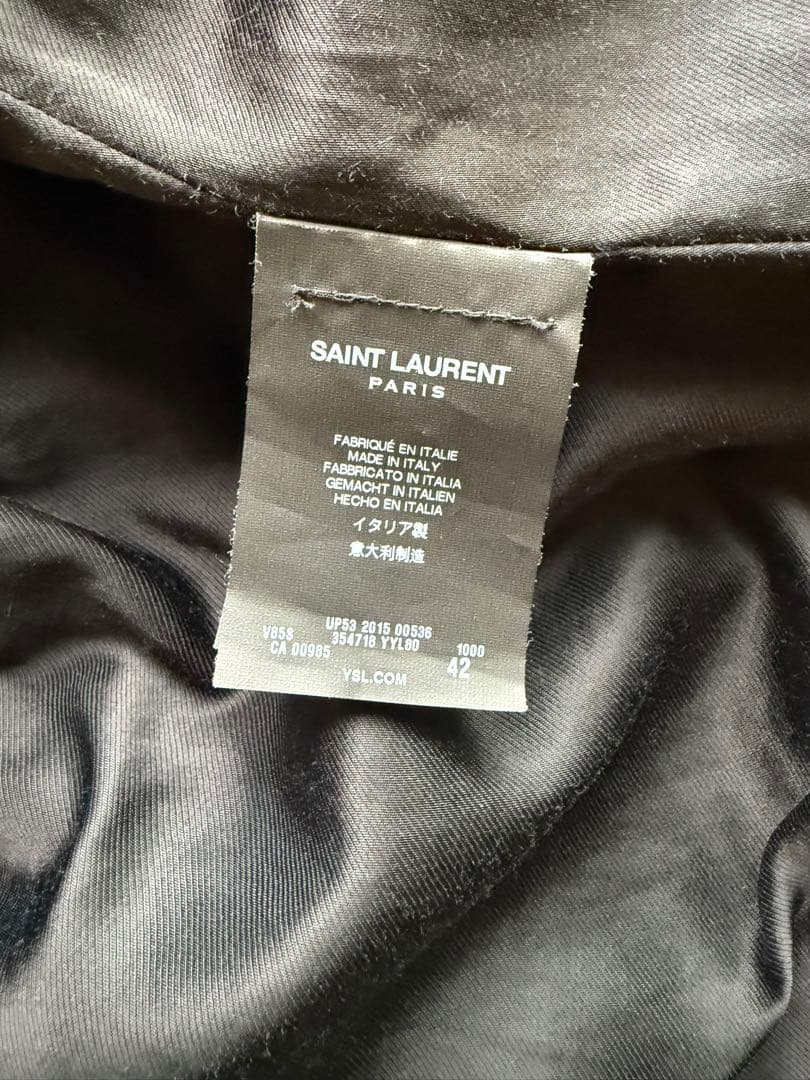 SAINT LAURENT
PARIS
FABRIQUÉ EN ITALIE
MADE IN ITALY
FABBRICATO IN ITALIA
GEMACHT IN ITALIEN
HECHO EN ITALIA
イタリア製
意大利制造
UP53 2015 00536
V858 354718 YYL80 1000
CA 00985 42
YSL.COM